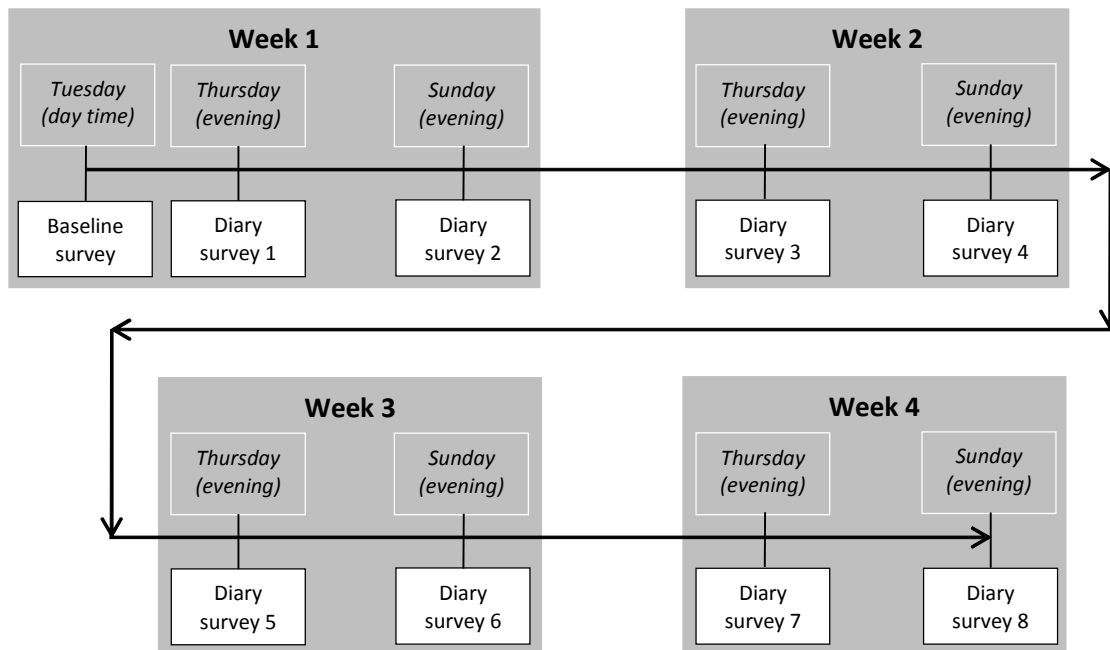 Week 1
Tuesday
(day time)
Thursday
(evening)
Sunday
(evening)
Baseline
survey
Diary
survey 1
Diary
survey 2
Week 2
Thursday
(evening)
Sunday
(evening)
Diary
survey 3
Diary
survey 4
Week 3
Thursday
(evening)
Sunday
(evening)
Diary
survey 5
Diary
survey 6
Week 4
Thursday
(evening)
Sunday
(evening)
Diary
survey 7
Diary
survey 8